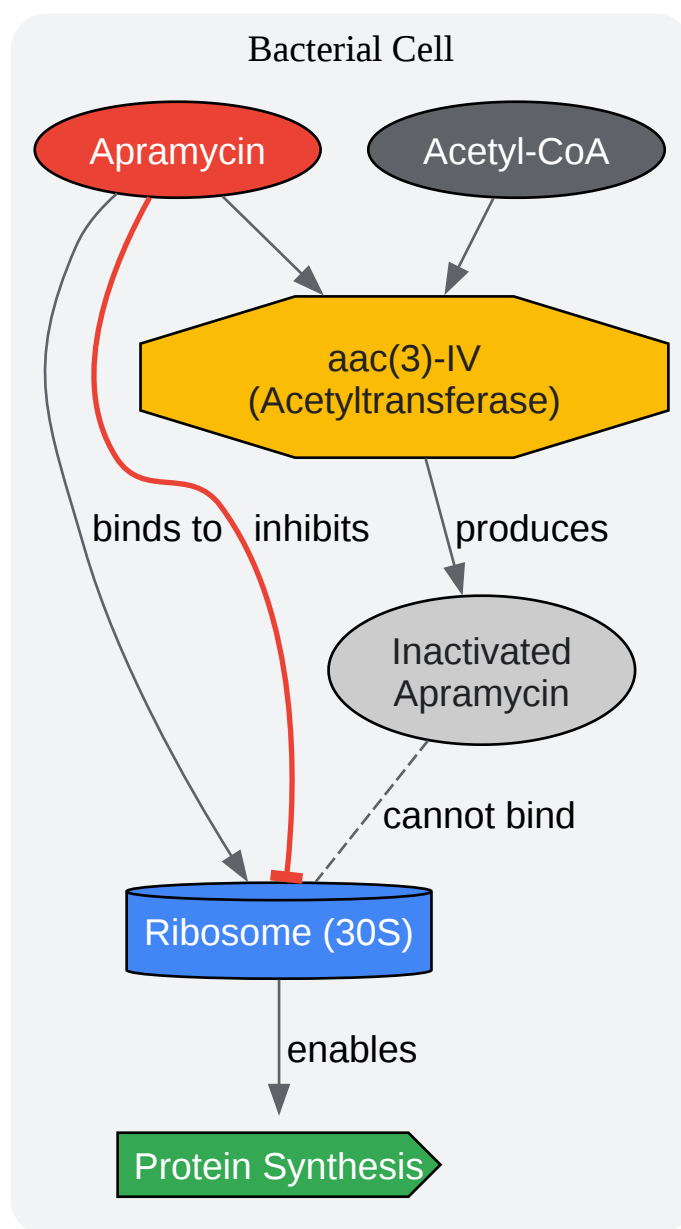 Bacterial Cell
Apramycin
Acetyl-CoA
aac(3)-IV
(Acetyltransferase)
binds to
inhibits
produces
Inactivated
Apramycin
cannot bind
Ribosome (30S)
enables
Protein Synthesis